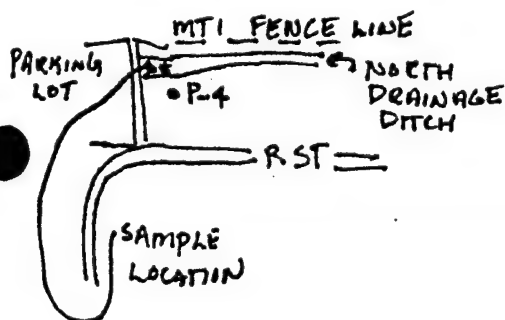 MTI FENCE LINE
PARKING
LOT
NORTH
DRAINAGE
DITCH
P-4
R ST
SAMPLE
LOCATION